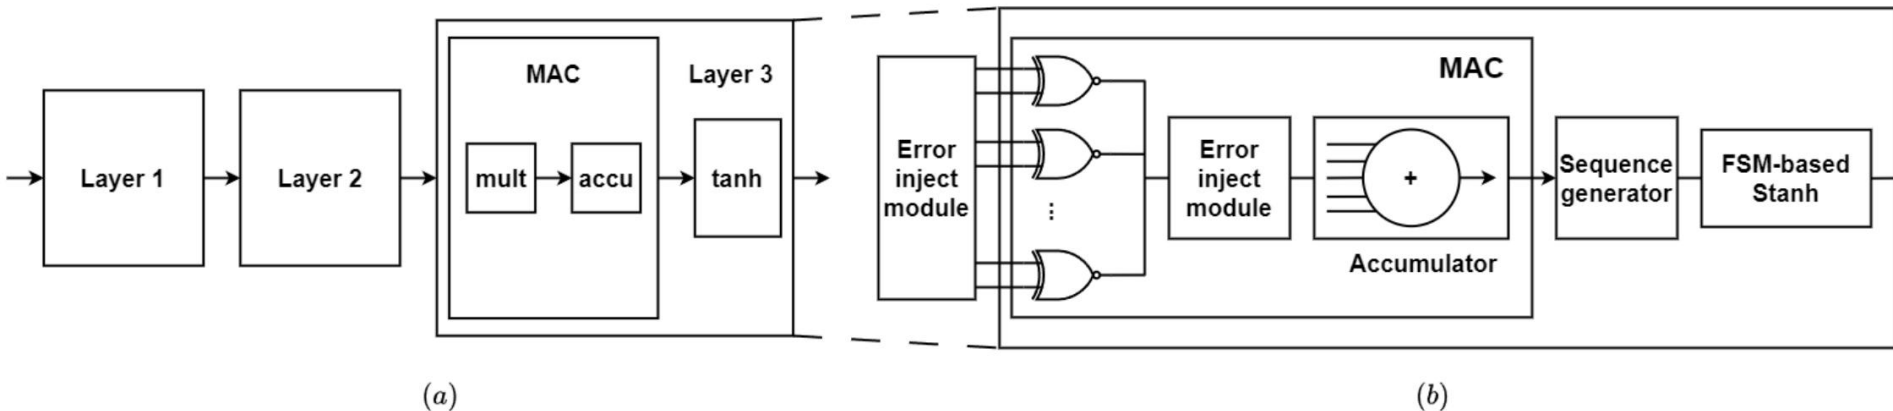 Layer 1
Layer 2
MAC
mult
accu
Layer 3
tanh
(a)
Error
inject
module
MAC
Error
inject
module
+
Accumulator
Sequence
generator
FSM-based
Stanh
(b)